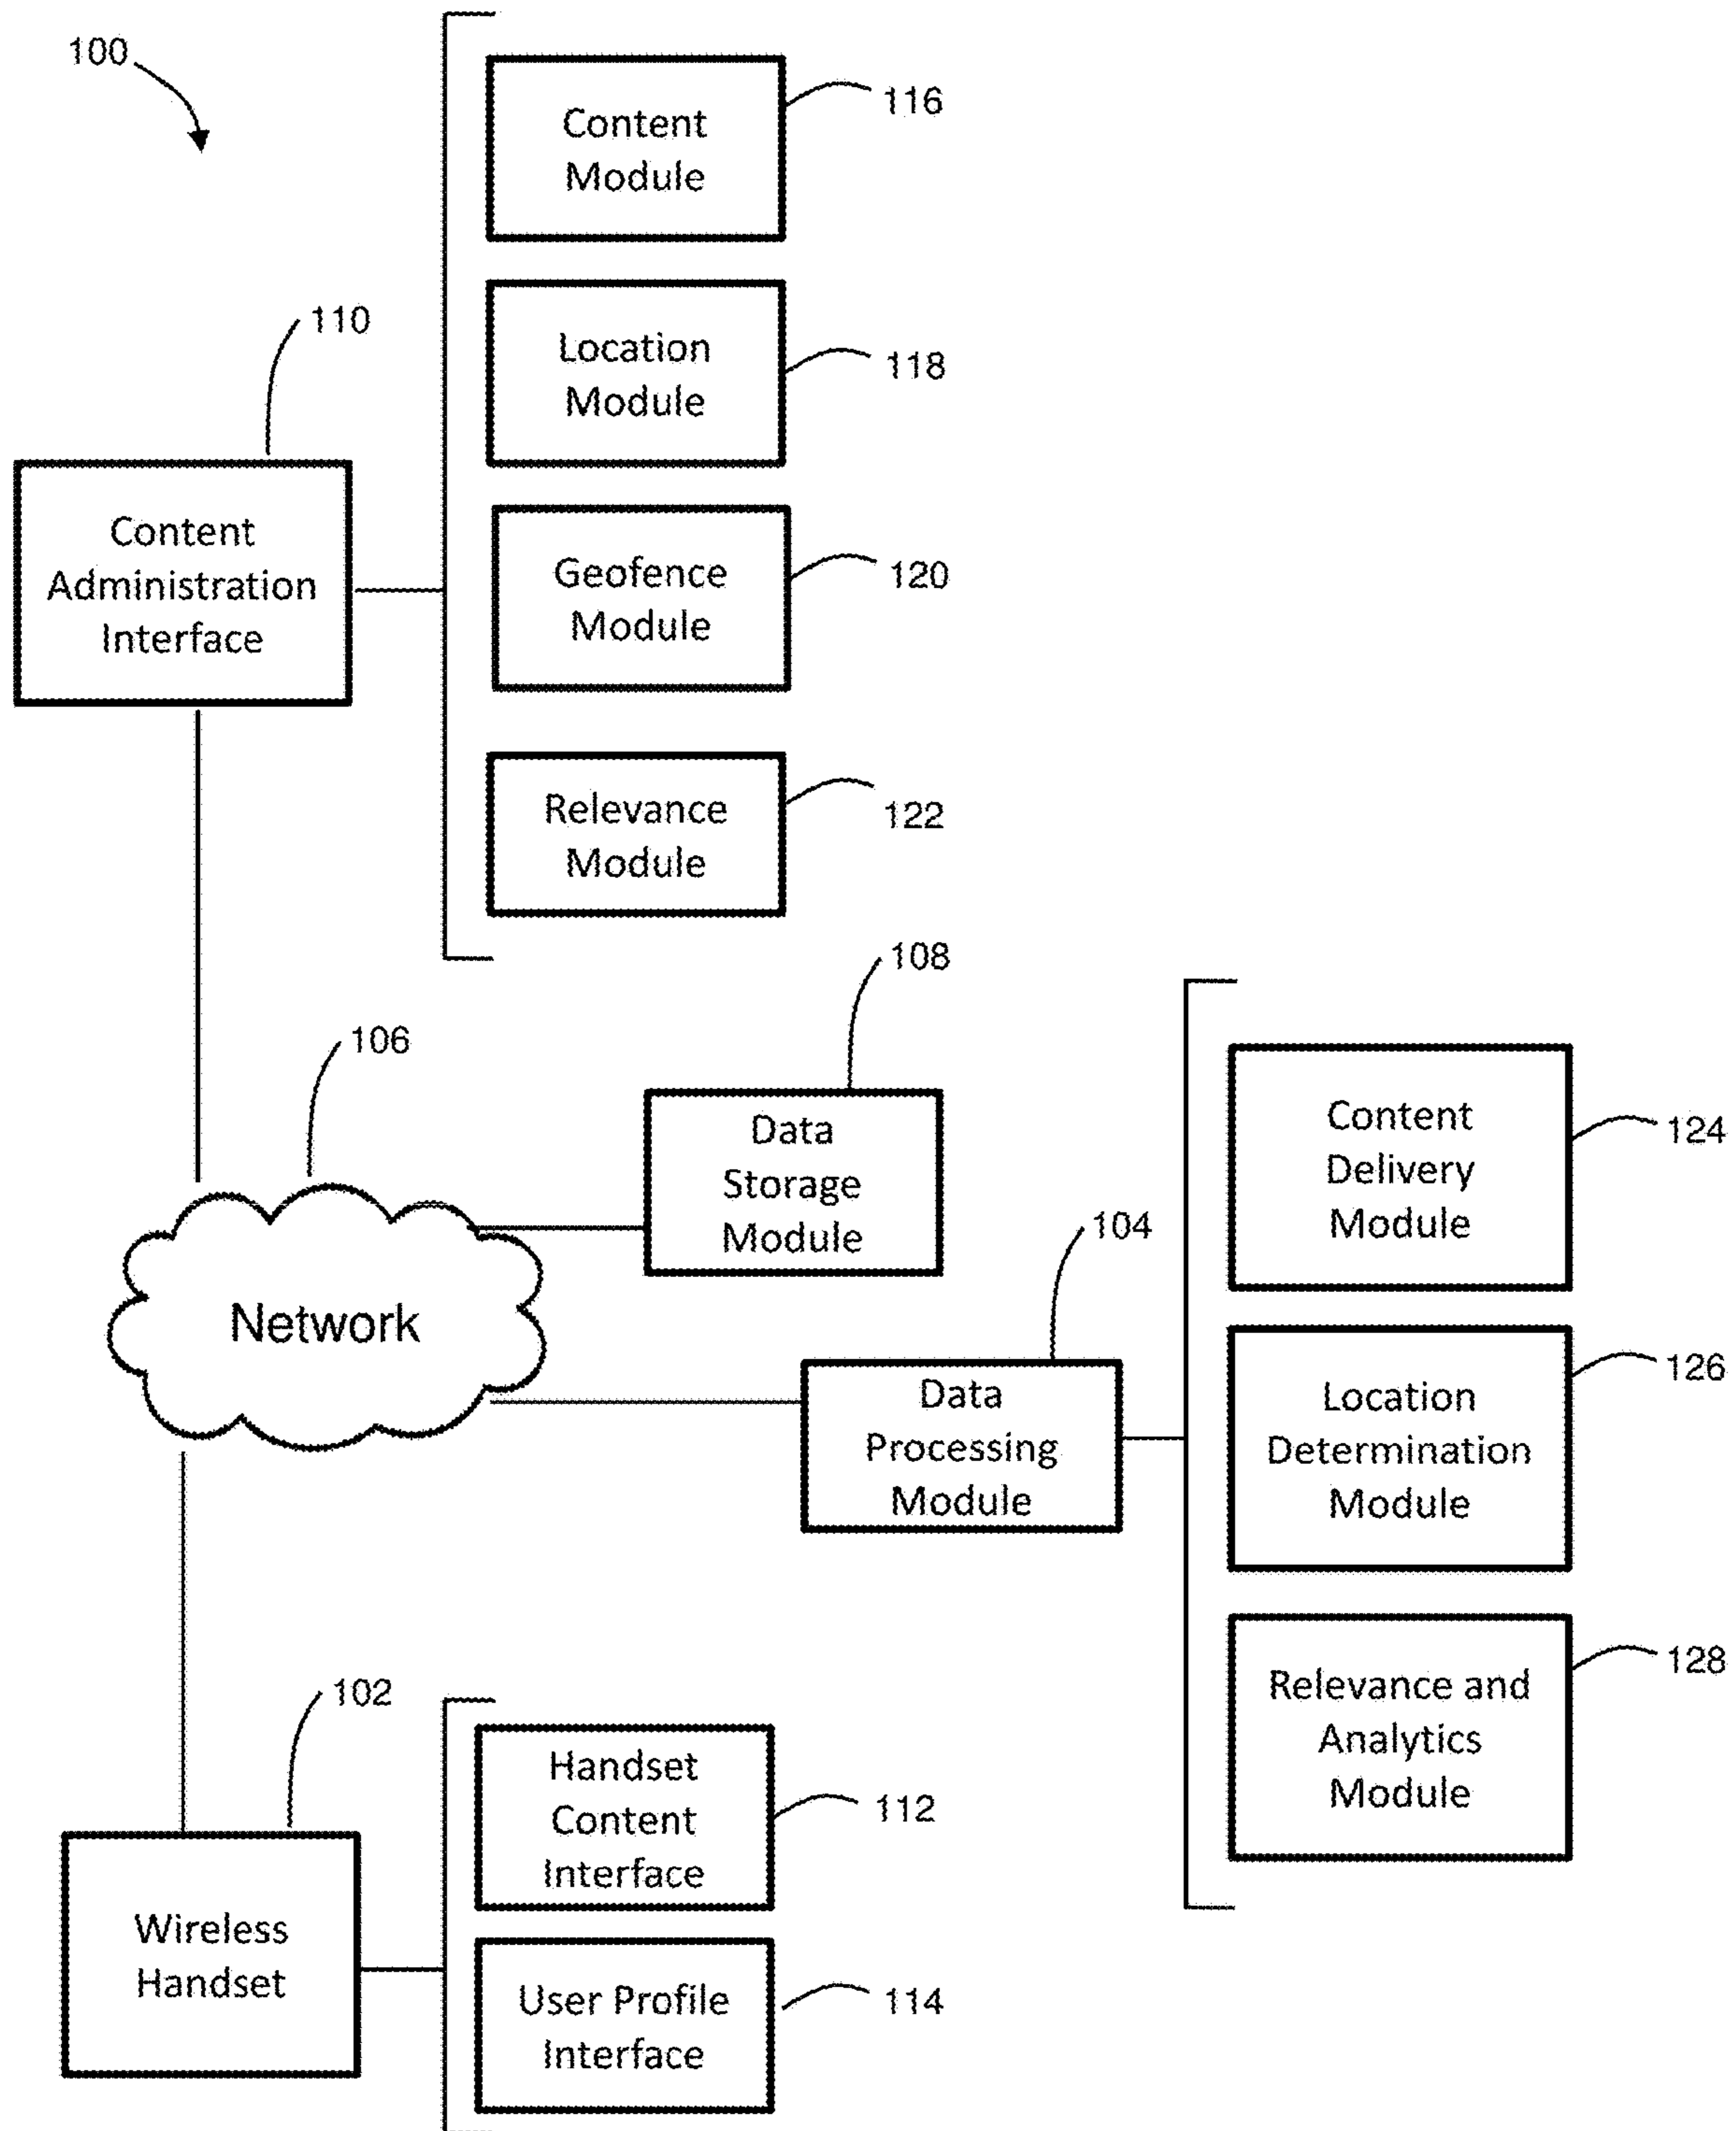 100
Content
Module
116
Location
Module
118
110
Content
Administration
Interface
Geofence
Module
120
Relevance
Module
122
108
106
Data
Storage
Module
Content
Delivery
Module
124
104
Network
Data
Processing
Module
Location
Determination
Module
126
Relevance and
Analytics
Module
128
102
Handset
Content
Interface
112
Wireless
Handset
User Profile
Interface
114